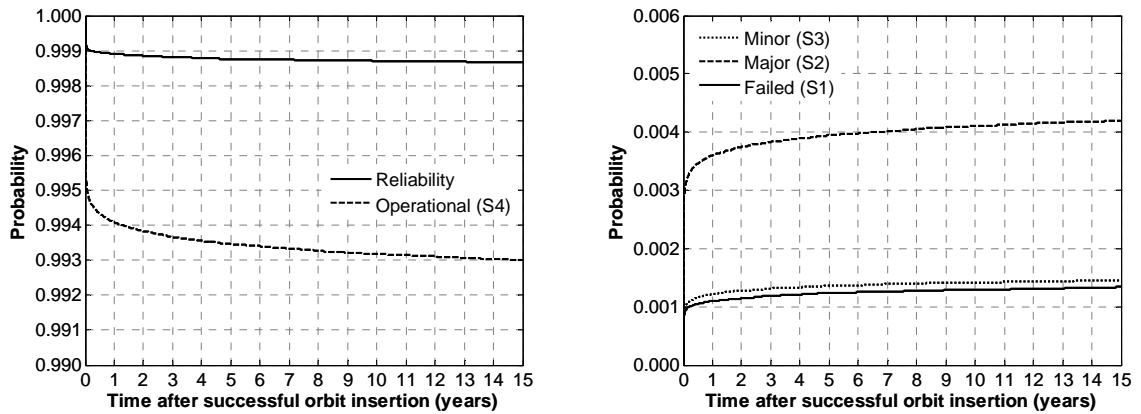 1.000
0.999
0.998
0.997
0.996
0.995
0.994
0.993
0.992
0.991
0.990
Probability
Reliability
Operational (S4)
0 1 2 3 4 5 6 7 8 9 10 11 12 13 14 15
Time after successful orbit insertion (years)
0.006
0.005
0.004
0.003
0.002
0.001
0.000
Probability
Minor (S3)
Major (S2)
Failed (S1)
0 1 2 3 4 5 6 7 8 9 10 11 12 13 14 15
Time after successful orbit insertion (years)